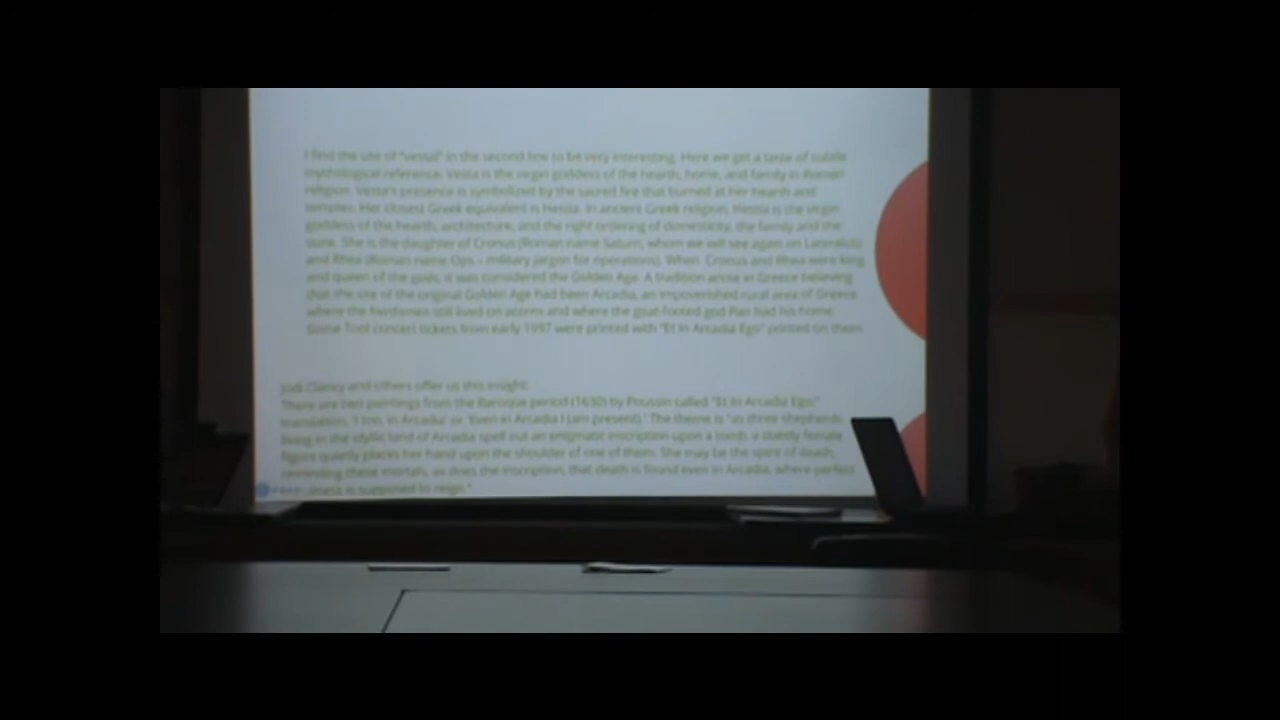 I find the use of "vestal" in the second line to be very interesting. Here we get a taste of subtle
mythological reference. Vesta is the virgin goddess of the hearth, home, and family in Roman
religion. Vesta's presence is symbolized by the sacred fire that burned at her hearth and
temples. Her closest Greek equivalent is Hestia. In ancient Greek religion, Hestia is the virgin
goddess of the hearth, architecture, and the right ordering of domesticity, the family and the
state. She is the daughter of Cronus (Roman name Saturn, whom we will see again on Lateralus)
and Rhea (Roman name Ops - military jargon for operations). When Cronus and Rhea were king
and queen of the gods, it was considered the Golden Age. A tradition arose in Greece believing
that the site of the original Golden Age had been Arcadia, an impoverished rural area of Greece
where the herdsmen still lived on acorns and where the goat-footed god Pan had his home.
Some Tool concert tickets from early 1997 were printed with "Et In Arcadia Ego" printed on them.
Clancy and others offer us this insight:
There are two paintings from the Baroque period (1630) by Poussin called "Et In Arcadia Ego"
translation, 'I too, in Arcadia' or 'Even in Arcadia I (am present).' The theme is "as three shepherds
living in the idyllic land of Arcadia spell out an enigmatic inscription upon a tomb, a stately female
figure quietly places her hand upon the shoulder of one of them. She may be the spirit of death,
reminding these mortals, as does the inscription, that death is found even in Arcadia, where perfect
is supposed to reign."